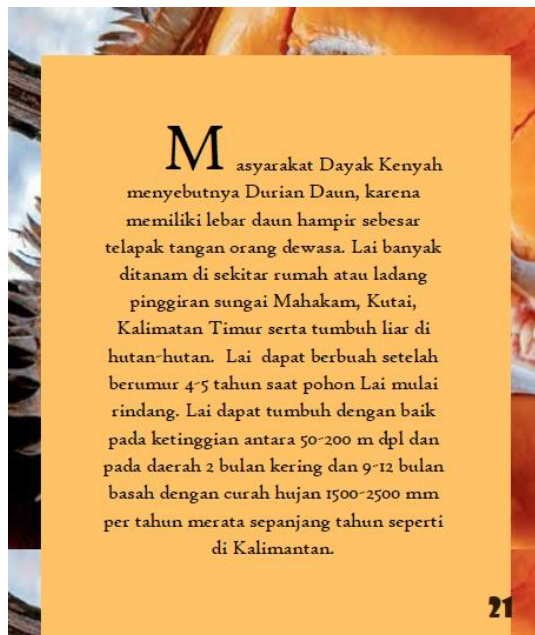 Masyarakat Dayak Kenyah
menyebutnya Durian Daun, karena
memiliki lebar daun hampir sebesar
telapak tangan orang dewasa. Lai banyak
ditanam di sekitar rumah atau ladang
pinggiran sungai Mahakam, Kutai,
Kalimatan Timur serta tumbuh liar di
hutan-hutan. Lai dapat berbuah setelah
berumur 4-5 tahun saat pohon Lai mulai
rindang. Lai dapat tumbuh dengan baik
pada ketinggian antara 50-200 m dpl dan
pada daerah 2 bulan kering dan 9-12 bulan
basah dengan curah hujan 1500-2500 mm
per tahun merata sepanjang tahun seperti
di Kalimantan.
21